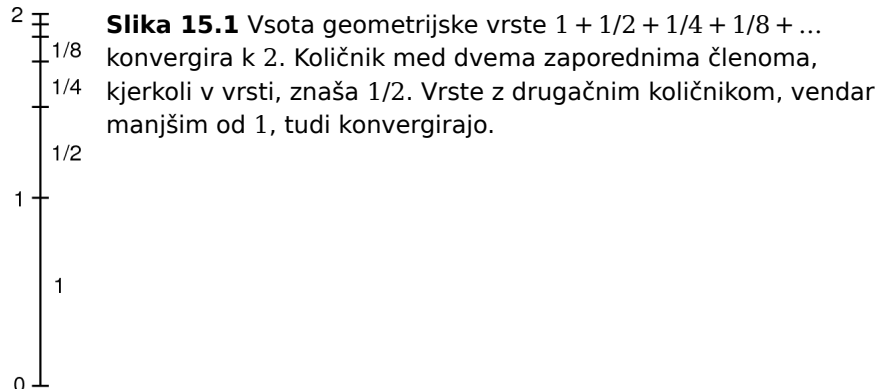 2
1/8
1/4
1/2
1
1
0
Slika 15.1 Vsota geometrijske vrste 1 + 1/2 + 1/4 + 1/8 + …
konvergira k 2. Količnik med dvema zaporednima členoma,
kjerkoli v vrsti, znaša 1/2. Vrste z drugačnim količnikom, vendar
manjšim od 1, tudi konvergirajo.